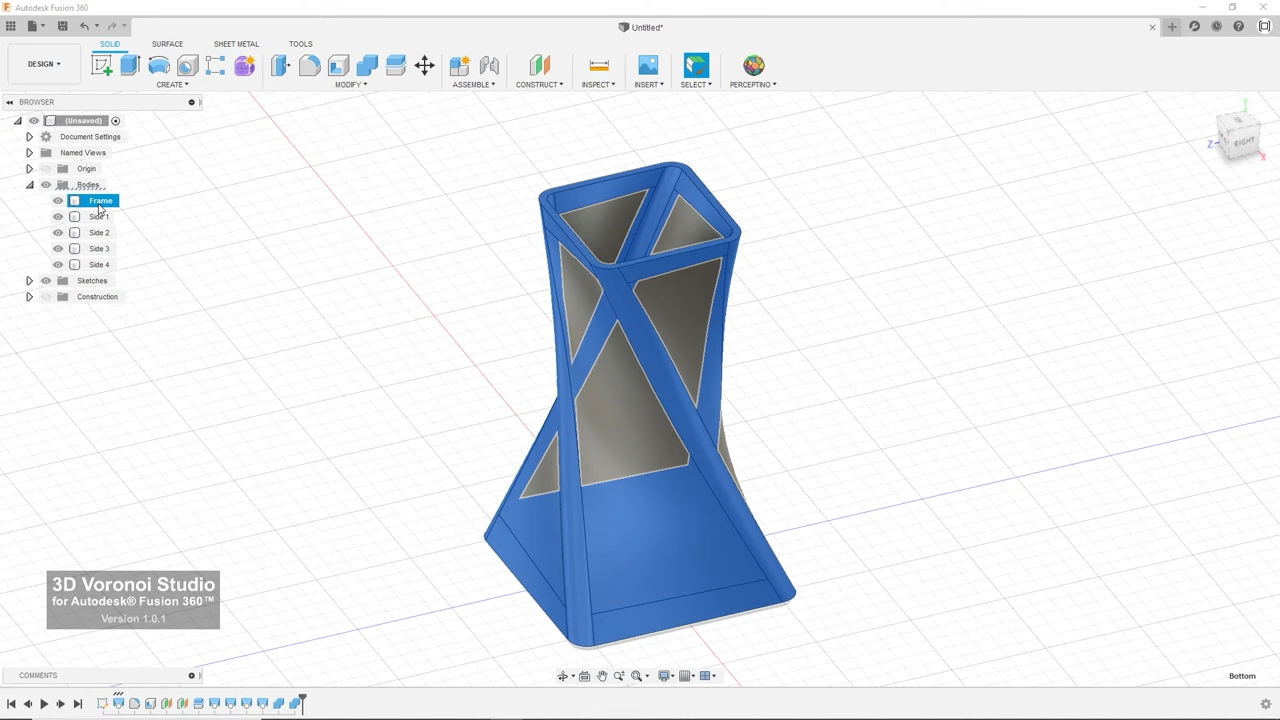 Autodesk Fusion 360
Untitled*
DESIGN
SOLID
SURFACE
SHEET METAL
TOOLS
CREATE
MODIFY
ASSEMBLE
CONSTRUCT
INSPECT
INSERT
SELECT
PERCEPTINO
BROWSER
(Unsaved)
Document Settings
Named Views
Origin
Bodies
Frame
Side 1
Side 2
Side 3
Side 4
Sketches
Construction
Z
RIGHT
X
3D Voronoi Studio
for Autodesk® Fusion 360™
Version 1.0.1
COMMENTS
Bottom